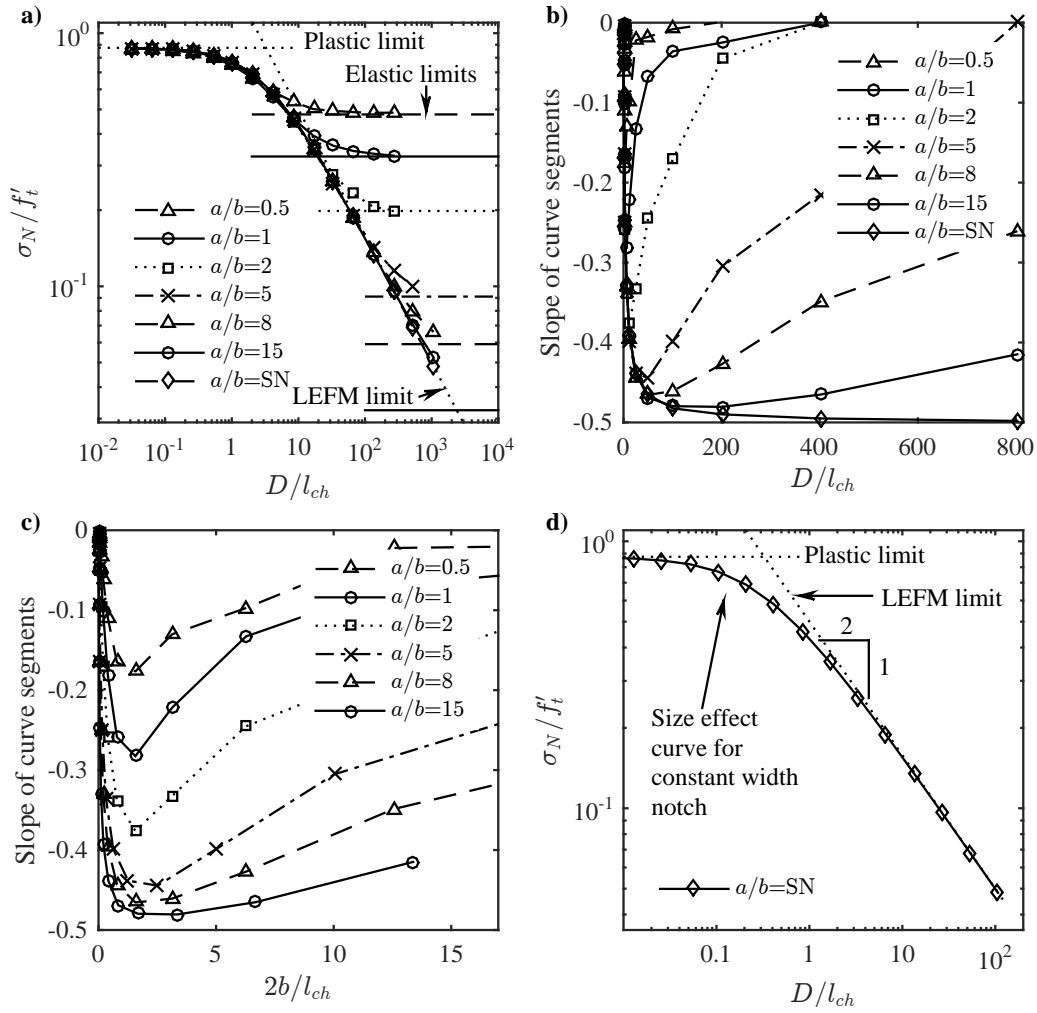 a)
10^0
Plastic limit
Elastic limits
σ_N/f'_t
a/b=0.5
a/b=1
a/b=2
a/b=5
a/b=8
a/b=15
a/b=SN
10^-1
LEFM limit
10^-2
10^-1
1
10^1
10^2
10^3
10^4
D/l_ch
b)
0
-0.1
-0.2
-0.3
-0.4
-0.5
Slope of curve segments
a/b=0.5
a/b=1
a/b=2
a/b=5
a/b=8
a/b=15
a/b=SN
0
200
400
600
800
D/l_ch
c)
0
-0.1
-0.2
-0.3
-0.4
-0.5
Slope of curve segments
a/b=0.5
a/b=1
a/b=2
a/b=5
a/b=8
a/b=15
0
5
10
15
2b/l_ch
d)
10^0
Plastic limit
LEFM limit
2
1
σ_N/f'_t
Size effect
curve for
constant width
notch
10^-1
a/b=SN
0.1
1
10
10^2
D/l_ch